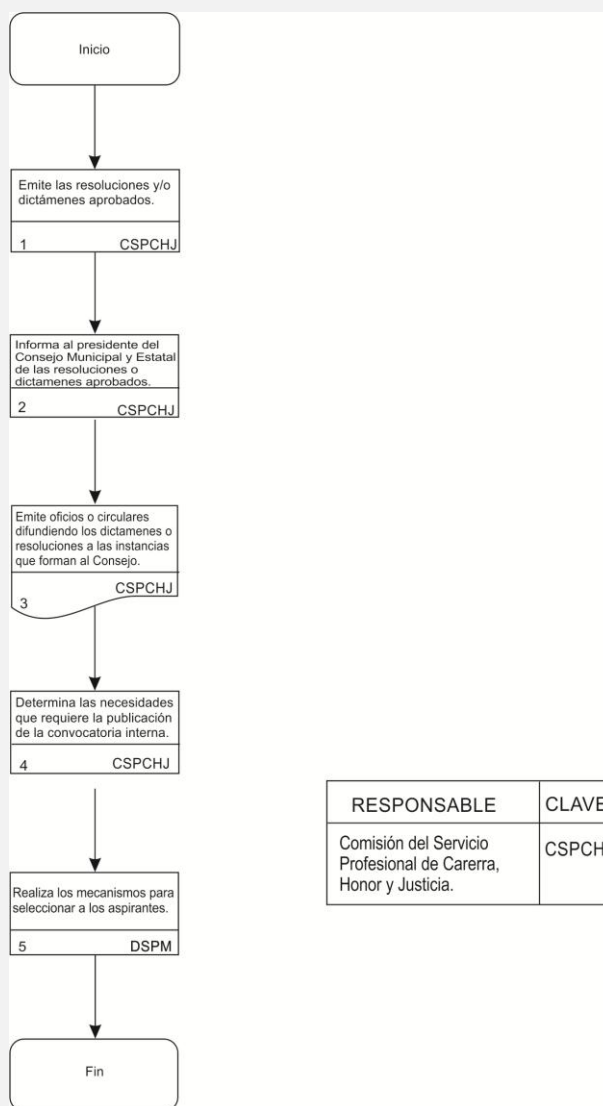 Inicio
Emite las resoluciones y/o
dictámenes aprobados.
1 CSPCHJ
Informa al presidente del
Consejo Municipal y Estatal
de las resoluciones o
dictamenes aprobados.
2 CSPCHJ
Emite oficios o circulares
difundiendo los dictamenes o
resoluciones a las instancias
que forman al Consejo.
CSPCHJ
3
Determina las necesidades
que requiere la publicación
de la convocatoria interna.
4 CSPCHJ
Realiza los mecanismos para
seleccionar a los aspirantes.
5 DSPM
Fin
RESPONSABLE CLAVE
Comisión del Servicio
Profesional de Carerra,
Honor y Justicia.
CSPCH